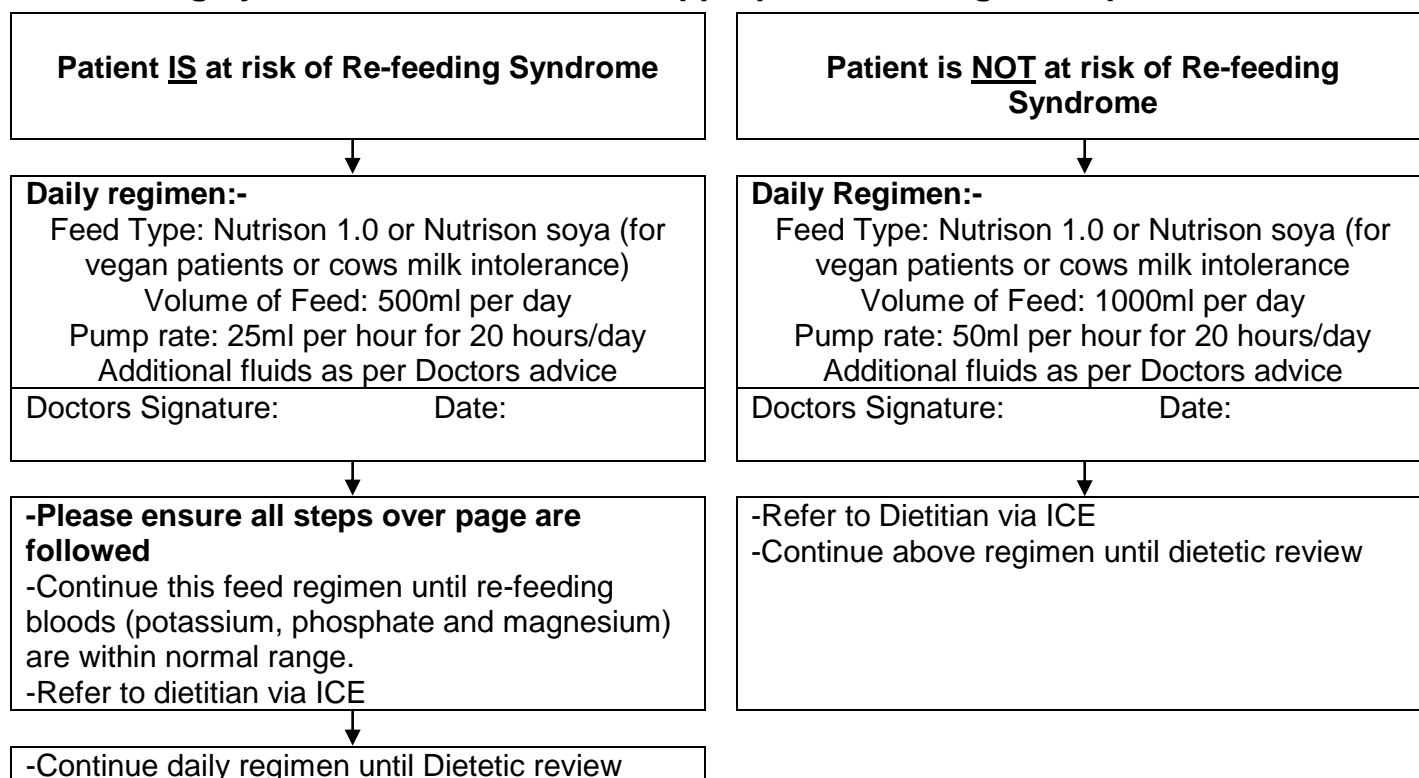 Patient IS at risk of Re-feeding Syndrome
Daily regimen:-
Feed Type: Nutrison 1.0 or Nutrison soya (for
vegan patients or cows milk intolerance)
Volume of Feed: 500ml per day
Pump rate: 25ml per hour for 20 hours/day
Additional fluids as per Doctors advice
Doctors Signature: Date:
-Please ensure all steps over page are
followed
-Continue this feed regimen until re-feeding
bloods (potassium, phosphate and magnesium)
are within normal range.
-Refer to dietitian via ICE
-Continue daily regimen until Dietetic review
Patient is NOT at risk of Re-feeding
Syndrome
Daily Regimen:-
Feed Type: Nutrison 1.0 or Nutrison soya (for
vegan patients or cows milk intolerance
Volume of Feed: 1000ml per day
Pump rate: 50ml per hour for 20 hours/day
Additional fluids as per Doctors advice
Doctors Signature: Date:
-Refer to Dietitian via ICE
-Continue above regimen until dietetic review